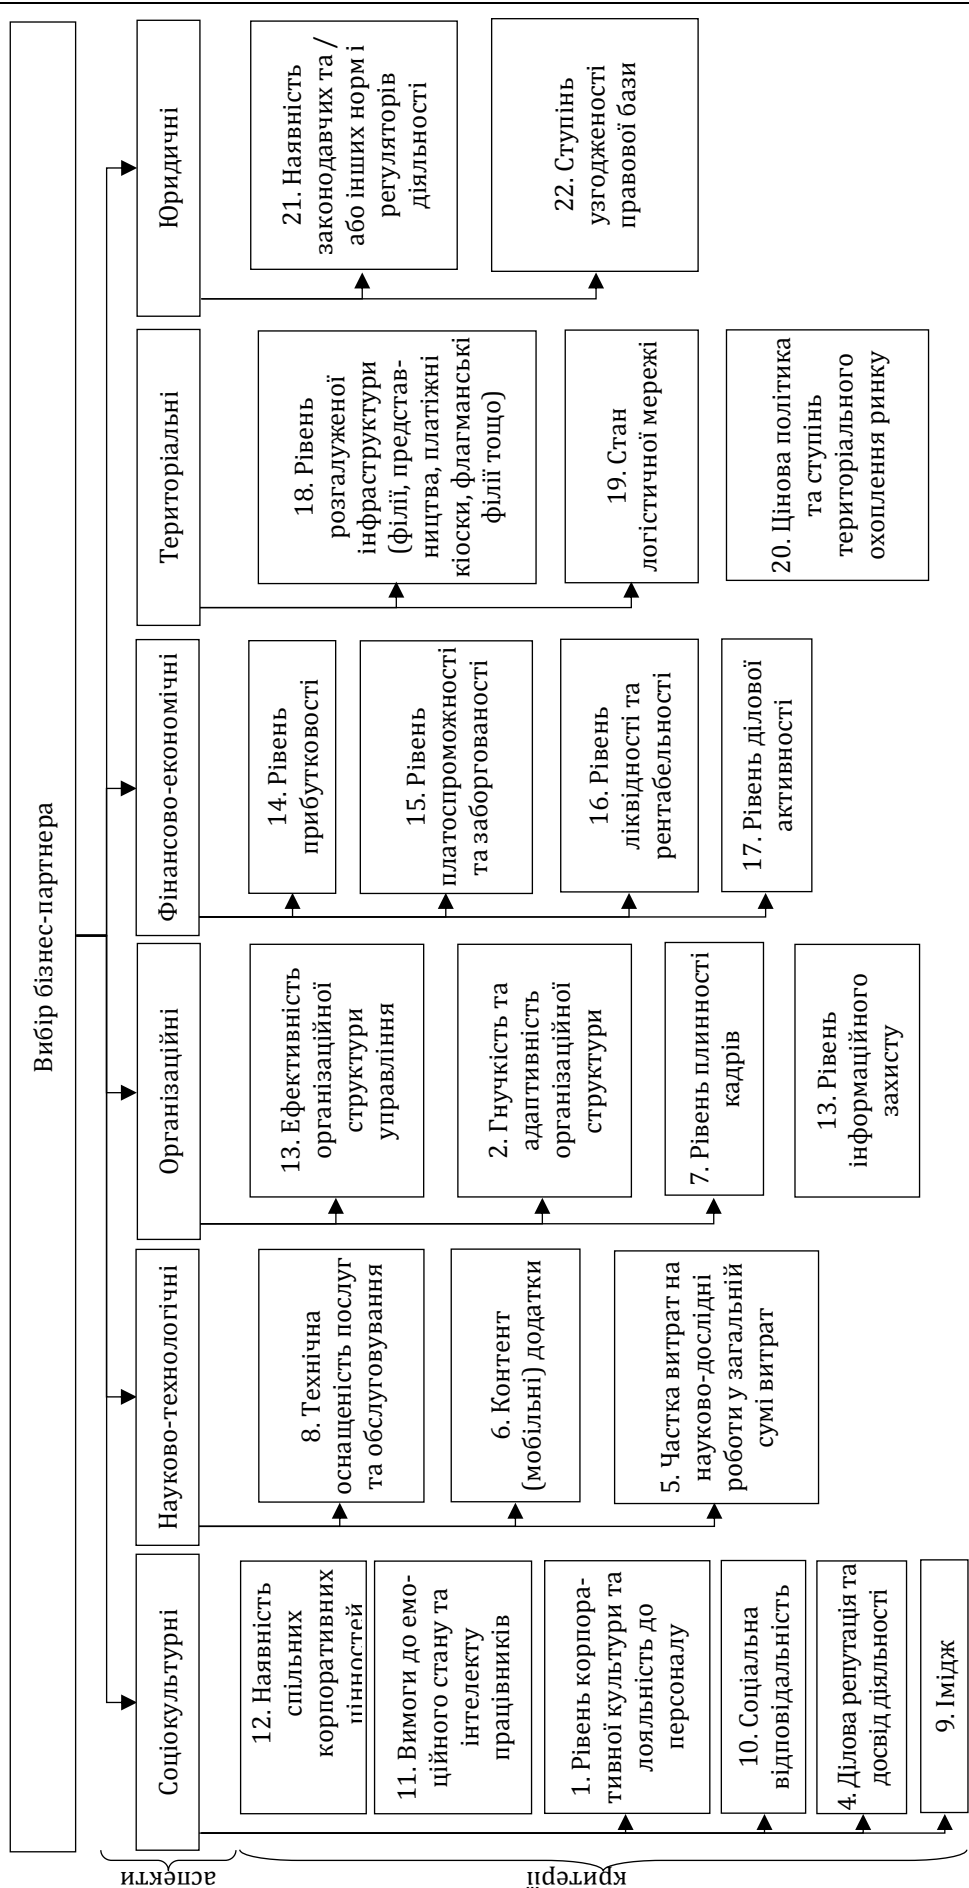 Вибір бізнес-партнера
аспекти
Соціокультурні
Науково-технологічні
Організаційні
Фінансово-економічні
Територіальні
Юридичні
критерії
12. Наявність
спільних
корпоративних
цінностей
11. Вимоги до емо-
ційного стану та
інтелекту
працівників
1. Рівень корпора-
тивної культури та
лояльність до
персоналу
10. Соціальна
відповідальність
4. Ділова репутація та
досвід діяльності
9. Імідж
8. Технічна
оснащеність послуг
та обслуговування
6. Контент
(мобільні) додатки
5. Частка витрат на
науково-дослідні
роботи у загальній
сумі витрат
13. Ефективність
організаційної
структури
управління
2. Гнучкість та
адаптивність
організаційної
структури
7. Рівень плинності
кадрів
13. Рівень
інформаційного
захисту
14. Рівень
прибутковості
15. Рівень
платоспроможності
та заборгованості
16. Рівень
ліквідності та
рентабельності
17. Рівень ділової
активності
18. Рівень
розгалуженої
інфраструктури
(філії, представ-
ництва, платіжні
кіоски, флагманські
філії тощо)
19. Стан
логістичної мережі
20. Цінова політика
та ступінь
територіального
охоплення ринку
21. Наявність
законодавчих та /
або інших норм і
регуляторів
діяльності
22. Ступінь
узгодженості
правової бази